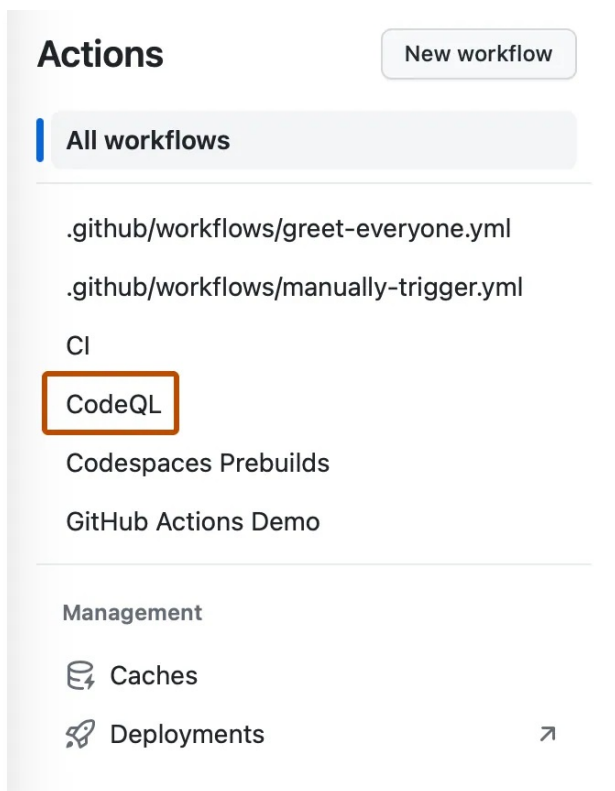 Actions
New workflow
All workflows
.github/workflows/greet-everyone.yml
.github/workflows/manually-trigger.yml
CI
CodeQL
Codespaces Prebuilds
GitHub Actions Demo
Management
Caches
Deployments